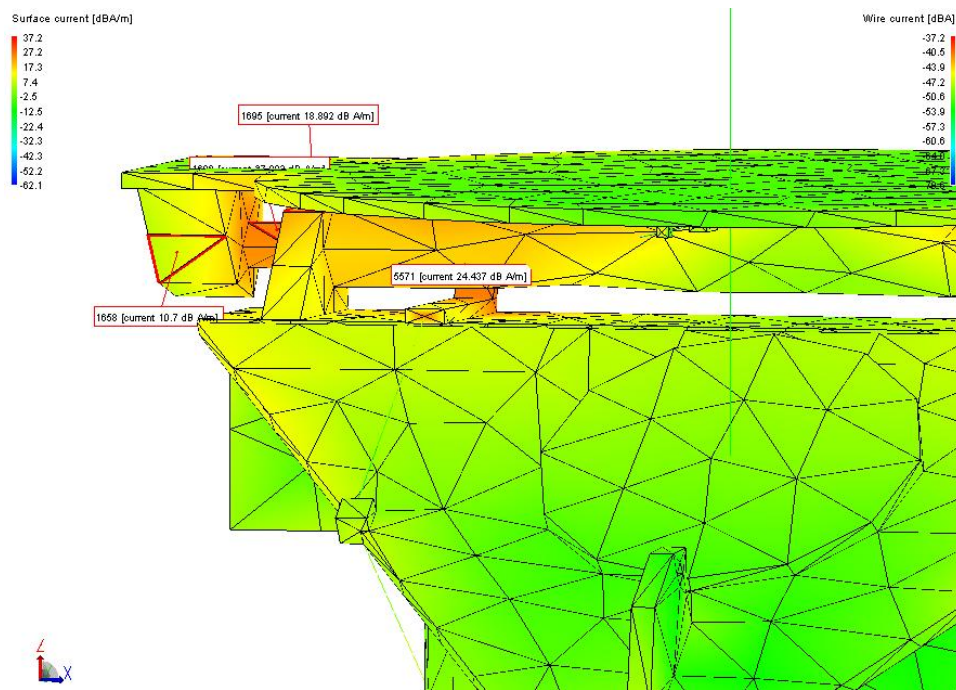 Surface current [dBA/m]
37.2
27.2
17.3
7.4
-2.5
-12.5
-22.4
-32.3
-42.3
-52.2
-62.1
Wire current [dBA]
-37.2
-40.5
-43.9
-47.2
-50.6
-53.9
-57.3
-60.6
1695 [current 18.892 dB A/m]
5571 [current 24.437 dB A/m]
1658 [current 10.7 dB A/m]
Z
X